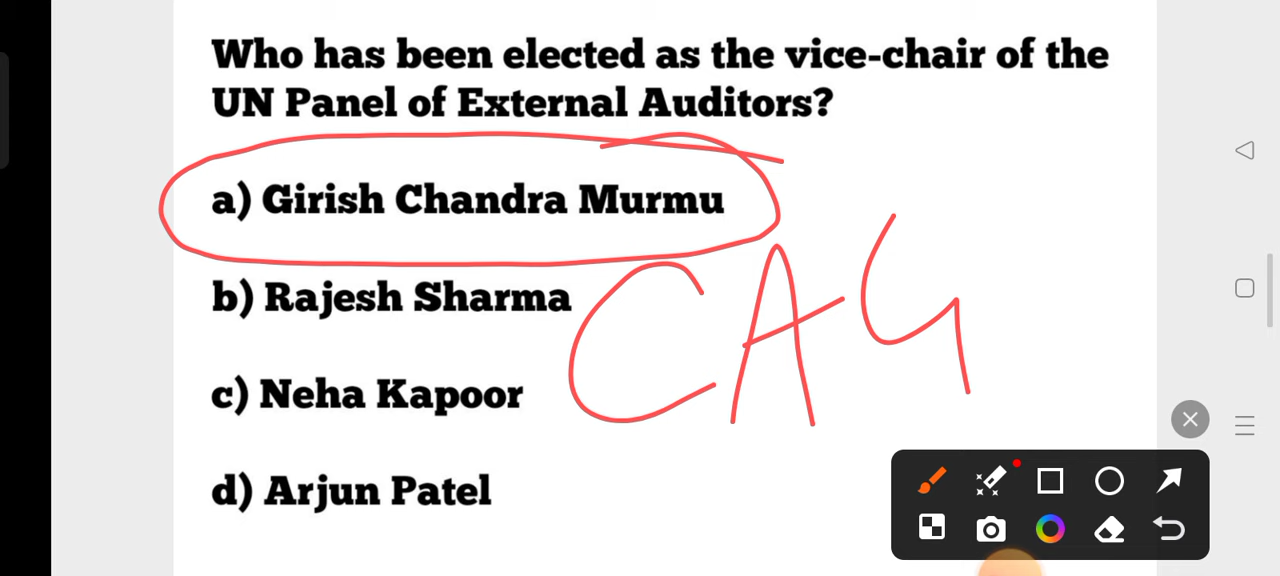 Who has been elected as the vice-chair of the
UN Panel of External Auditors?
a) Girish Chandra Murmu
b) Rajesh Sharma
c) Neha Kapoor
d) Arjun Patel
CAG